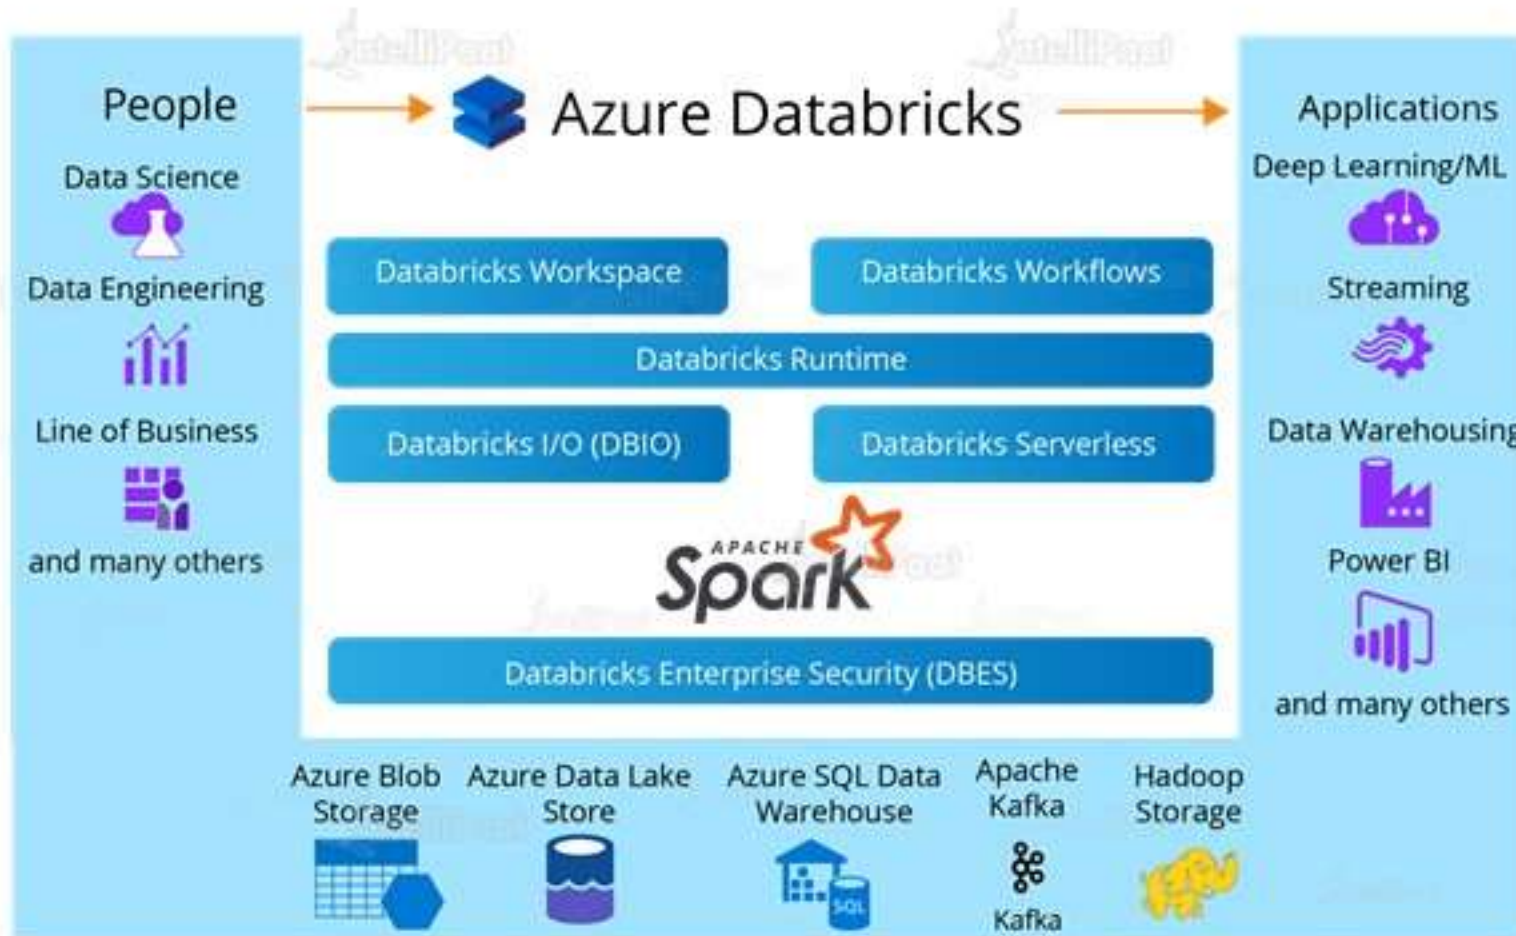 People
Data Science
Data Engineering
Line of Business
and many others
Azure Databricks
Databricks Workspace
Databricks Workflows
Databricks Runtime
Databricks I/O (DBIO)
Databricks Serverless
APACHE
Spark
Databricks Enterprise Security (DBES)
Applications
Deep Learning/ML
Streaming
Data Warehousing
Power BI
and many others
Azure Blob
Storage
Azure Data Lake
Store
Azure SQL Data
Warehouse
SQL
Apache
Kafka
Kafka
Hadoop
Storage